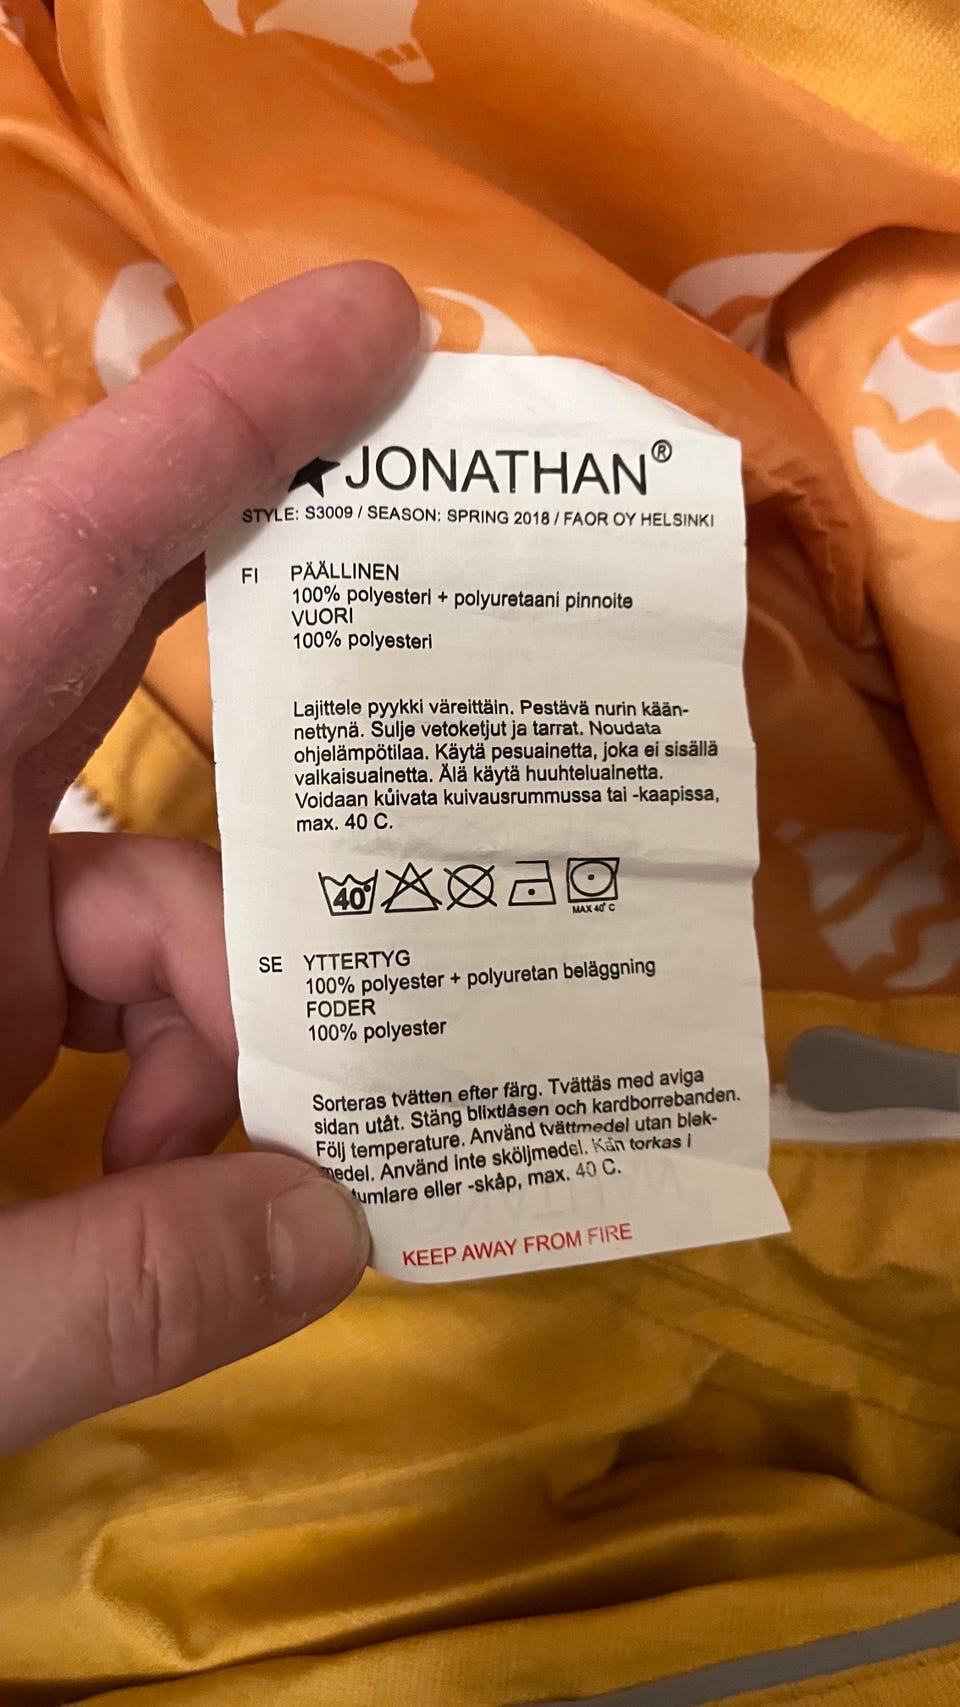 JONATHAN®
STYLE: S3009 / SEASON: SPRING 2018 / FAOR OY HELSINKI
FI PÄÄLLINEN
100% polyesteri + polyuretaani pinnoite
VUORI
100% polyesteri
Lajittele pyykki väreittäin. Pestävä nurin kään-
nettynä. Sulje vetoketjut ja tarrat. Noudata
ohjelämpötilaa. Käytä pesuainetta, joka ei sisällä
valkaisuainetta. Älä käytä huuhteluainetta.
Voidaan kuivata kuivausrummussa tai -kaapissa,
max. 40 C.
40°
MAX 40° C
SE YTTERTYG
100% polyester + polyuretan beläggning
FODER
100% polyester
Sorteras tvätten efter färg. Tvättäs med aviga
sidan utåt. Stäng blixtlåsen och kardborrebanden.
Följ temperature. Använd tvättmedel utan blek-
medel. Använd inte sköljmedel. Kan torkas i
tumlare eller -skåp, max. 40 C.
KEEP AWAY FROM FIRE